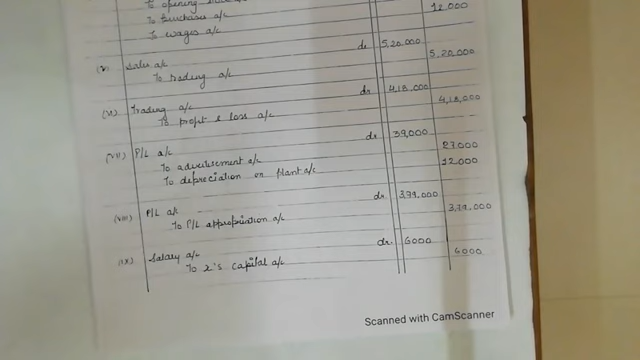 To opening
To purchases a/c 12,000
To wages a/c
(V) Sales a/c dr 5,20,000
To trading a/c 5,20,000
(VI) Trading a/c dr 4,18,000
To profit & loss a/c 4,18,000
(VII) P/L a/c dr 39,000
To advertisement a/c 27,000
To depreciation on plant a/c 12,000
(VIII) P/L a/c dr 3,79,000
To P/L appropriation a/c 3,79,000
(IX) Salary a/c dr. 6000
To X's capital a/c 6000
Scanned with CamScanner